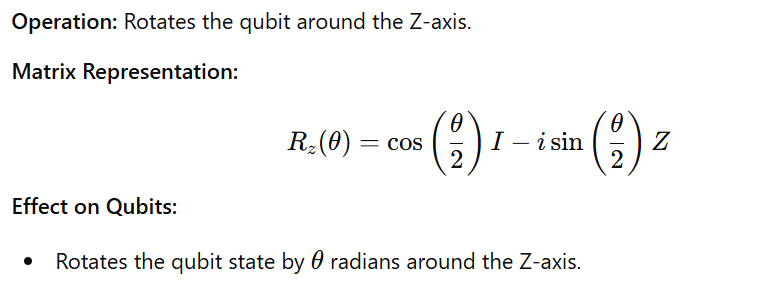 Operation: Rotates the qubit around the Z-axis.
Matrix Representation:
R_z(θ) = cos(θ/2) I − i sin(θ/2) Z
Effect on Qubits:
• Rotates the qubit state by θ radians around the Z-axis.